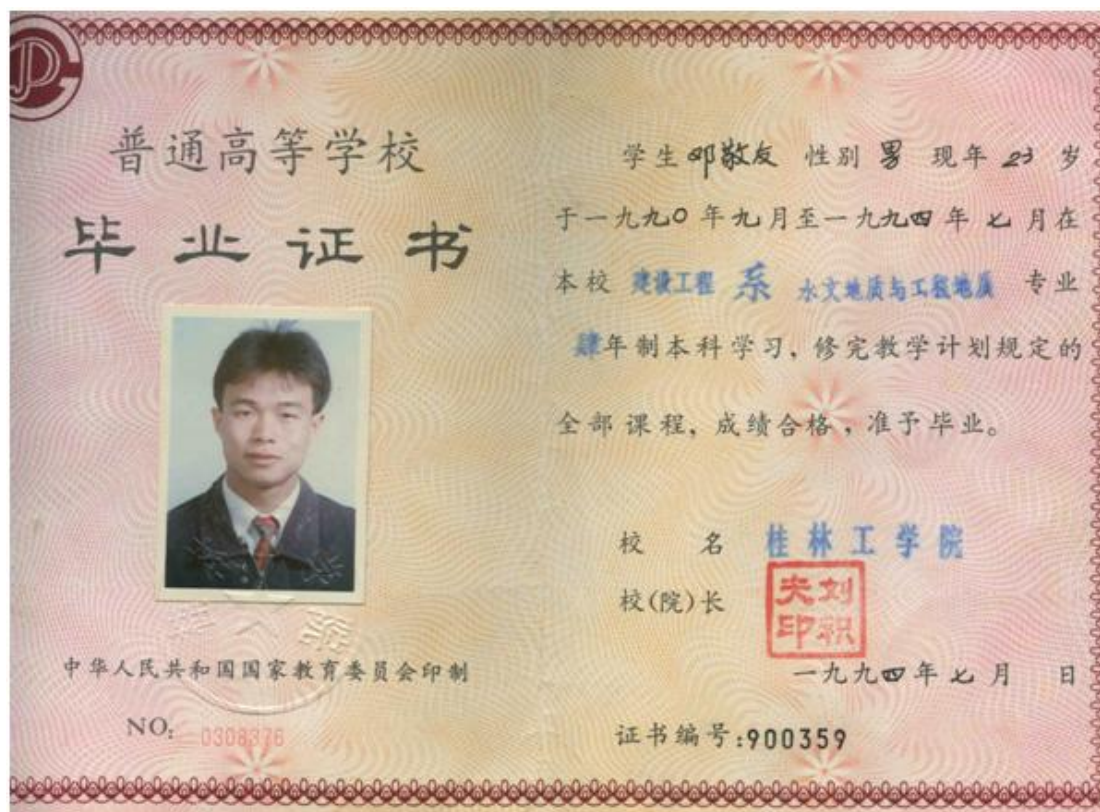 普通高等学校
毕业证书
中华人民共和国国家教育委员会印制
NO: 0308376
学生邓敬友 性别 男 现年 23 岁
于一九九〇年九月至一九九四年七月在
本校 建设工程 系 水文地质与工程地质 专业
肆年制本科学习, 修完教学计划规定的
全部课程, 成绩合格, 准予毕业。
校 名 桂林工学院
校(院)长
一九九四年七月 日
证书编号:900359